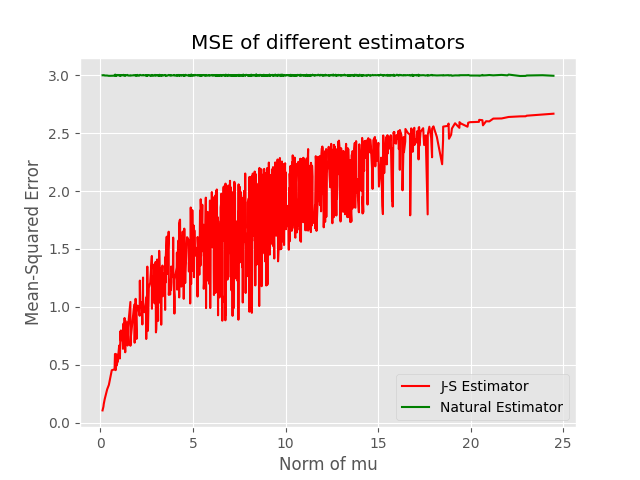 MSE of different estimators
Mean-Squared Error
3.0
2.5
2.0
1.5
1.0
0.5
0.0
J-S Estimator
Natural Estimator
0 5 10 15 20 25
Norm of mu